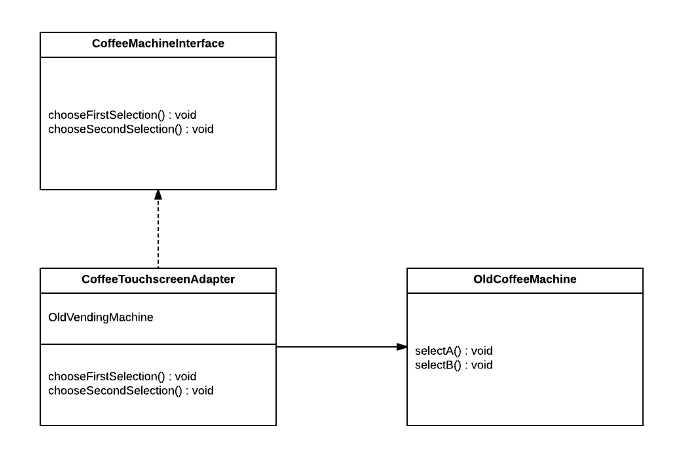 CoffeeMachineInterface
chooseFirstSelection() : void
chooseSecondSelection() : void
CoffeeTouchscreenAdapter
OldVendingMachine
chooseFirstSelection() : void
chooseSecondSelection() : void
OldCoffeeMachine
selectA() : void
selectB() : void